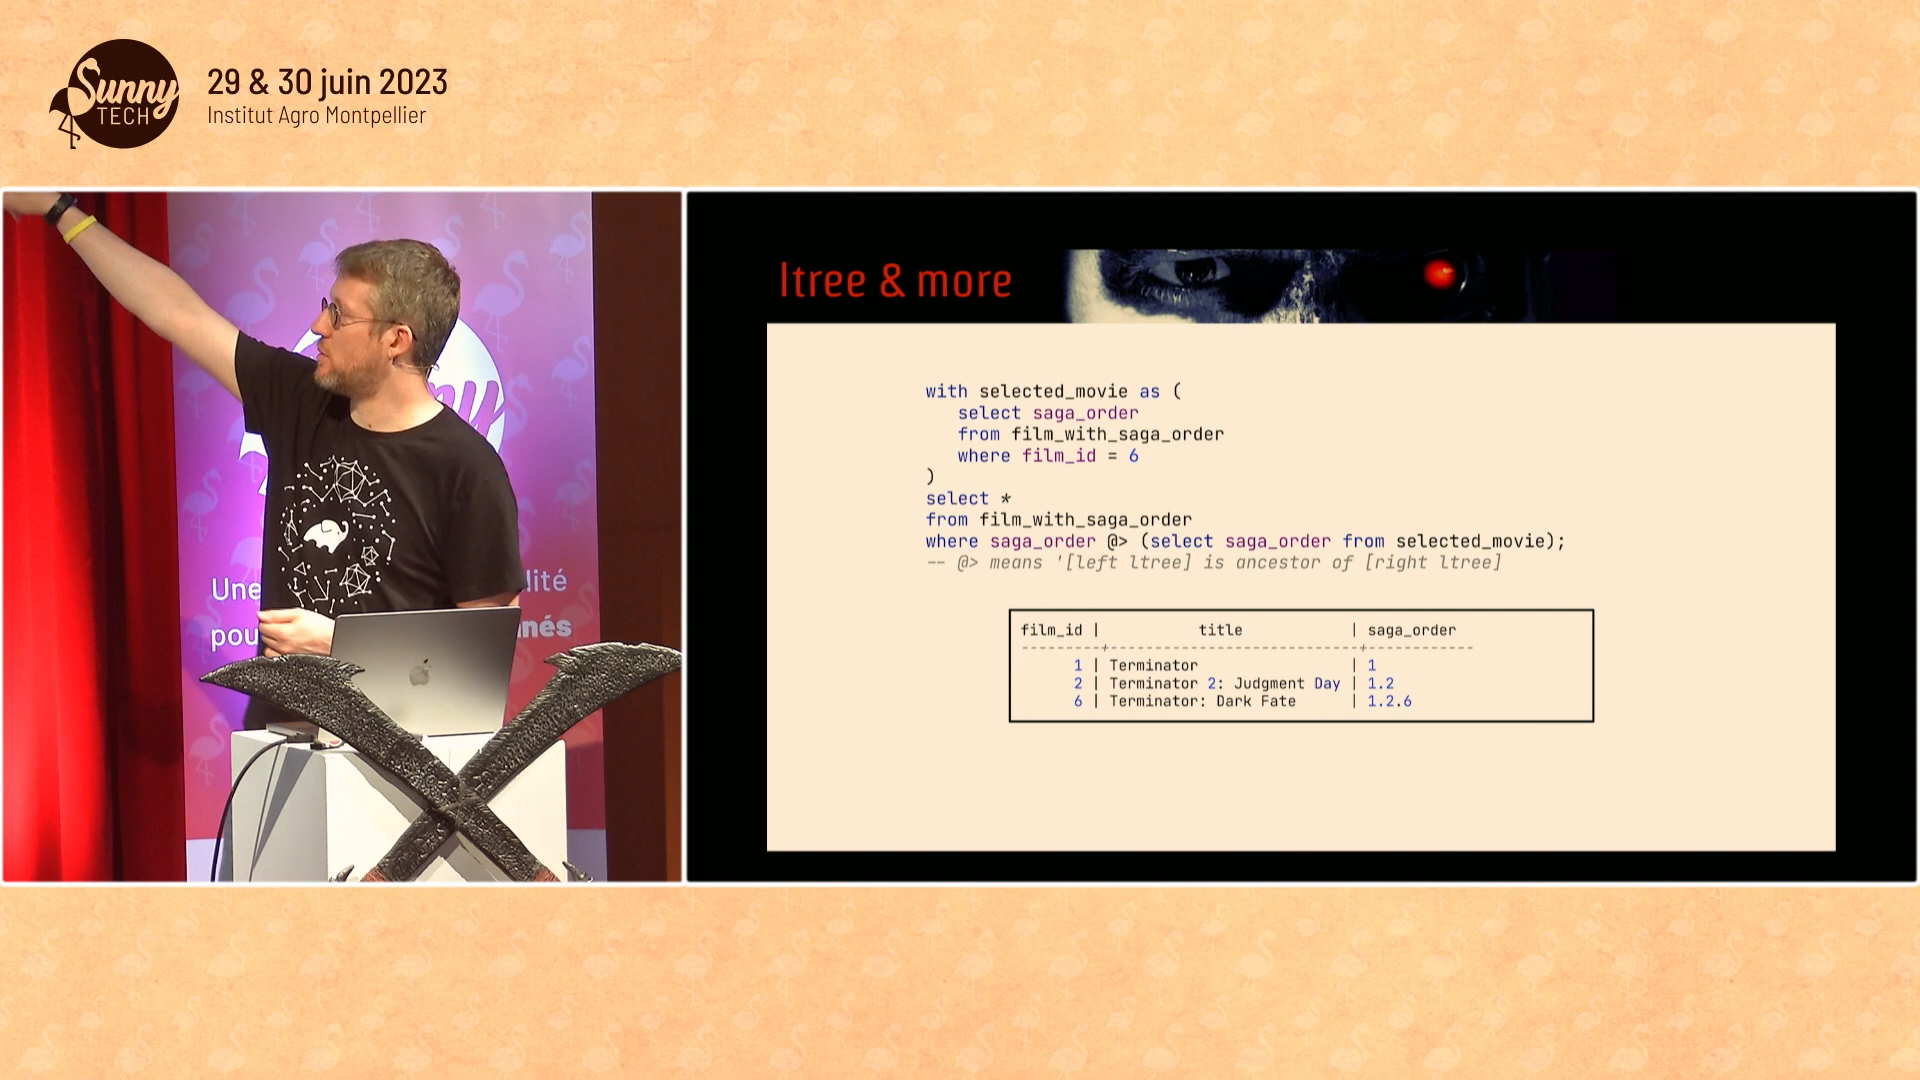 Sunny
TECH
29 & 30 juin 2023
Institut Agro Montpellier
Une
lité
pou
nés
ltree & more
with selected_movie as (
select saga_order
from film_with_saga_order
where film_id = 6
)
select *
from film_with_saga_order
where saga_order @> (select saga_order from selected_movie);
-- @> means '[left ltree] is ancestor of [right ltree]
film_id | title | saga_order
---------+---------------------------+------------
1 | Terminator | 1
2 | Terminator 2: Judgment Day | 1.2
6 | Terminator: Dark Fate | 1.2.6